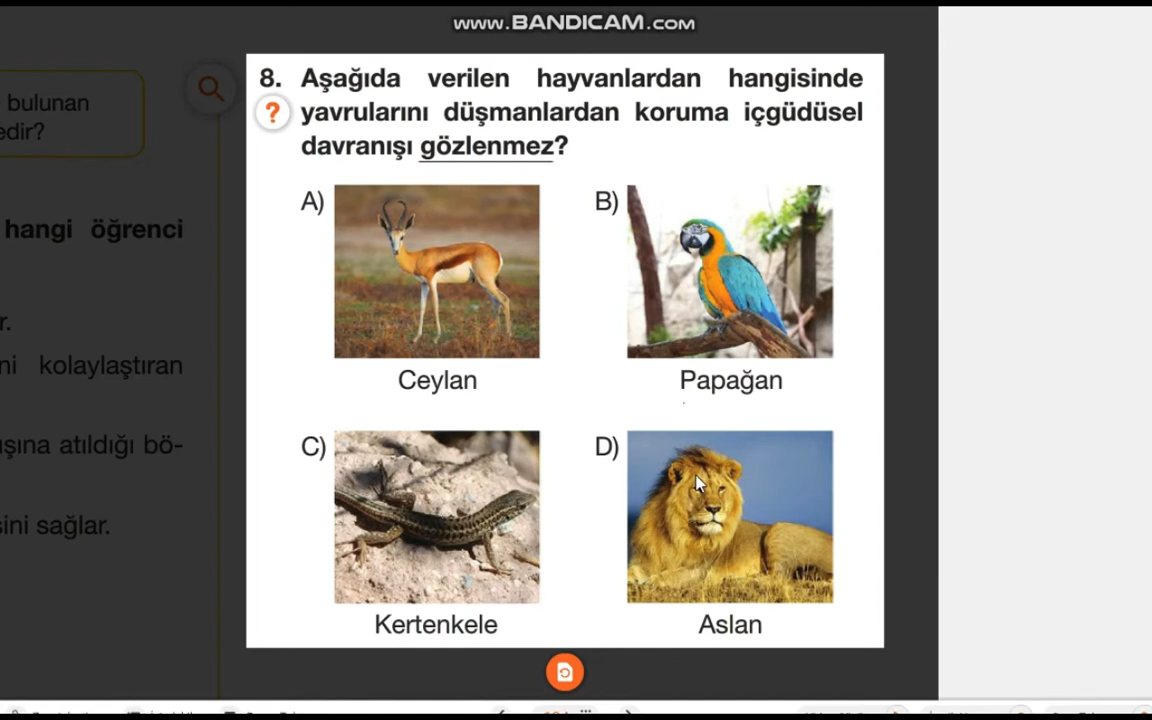 www.BANDICAM.com
bulunan
edir?
hangi öğrenci
r.
ni kolaylaştıran
şına atıldığı bö-
sini sağlar.
8. Aşağıda verilen hayvanlardan hangisinde
? yavrularını düşmanlardan koruma içgüdüsel
davranışı gözlenmez?
A)
B)
Ceylan
Papağan
C)
D)
Kertenkele
Aslan